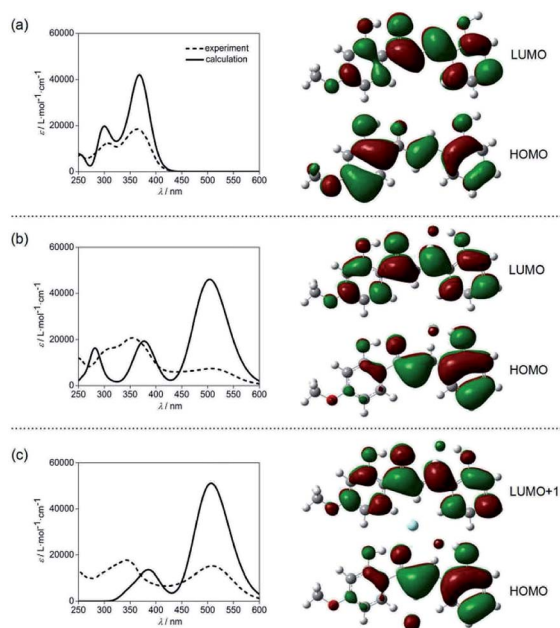 (a)
ε / L·mol⁻¹·cm⁻¹
60000
40000
20000
0
250 300 350 400 450 500 550 600
λ / nm
experiment
calculation
LUMO
HOMO
(b)
ε / L·mol⁻¹·cm⁻¹
60000
40000
20000
0
250 300 350 400 450 500 550 600
λ / nm
LUMO
HOMO
(c)
ε / L·mol⁻¹·cm⁻¹
60000
40000
20000
0
250 300 350 400 450 500 550 600
λ / nm
LUMO+1
HOMO